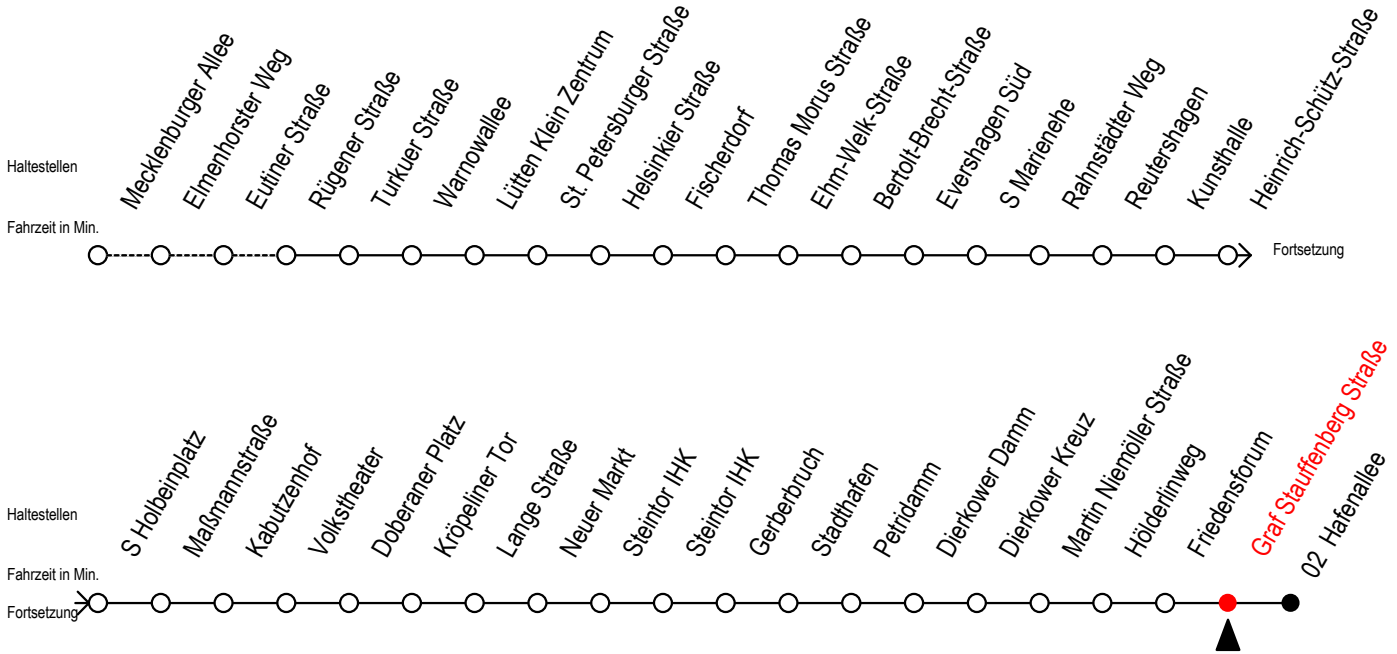 Haltestellen
Mecklenburger Allee
Elmenhorster Weg
Eutiner Straße
Rügener Straße
Turkuer Straße
Warnowallee
Lütten Klein Zentrum
St. Petersburger Straße
Helsinkier Straße
Fischerdorf
Thomas Morus Straße
Ehm-Welk-Straße
Bertolt-Brecht-Straße
Evershagen Süd
S Marienehe
Rahnstädter Weg
Reutershagen
Kunsthalle
Heinrich-Schütz-Straße
Fahrzeit in Min.
Fortsetzung
Haltestellen
S Holbeinplatz
Maßmannstraße
Kabutzenhof
Volkstheater
Doberaner Platz
Kröpeliner Tor
Lange Straße
Neuer Markt
Steintor IHK
Steintor IHK
Gerberbruch
Stadthafen
Petridamm
Dierkower Damm
Dierkower Kreuz
Martin Niemöller Straße
Hölderlinweg
Friedensforum
Graf Stauffenberg Straße
02 Hafenallee
Fahrzeit in Min.
Fortsetzung